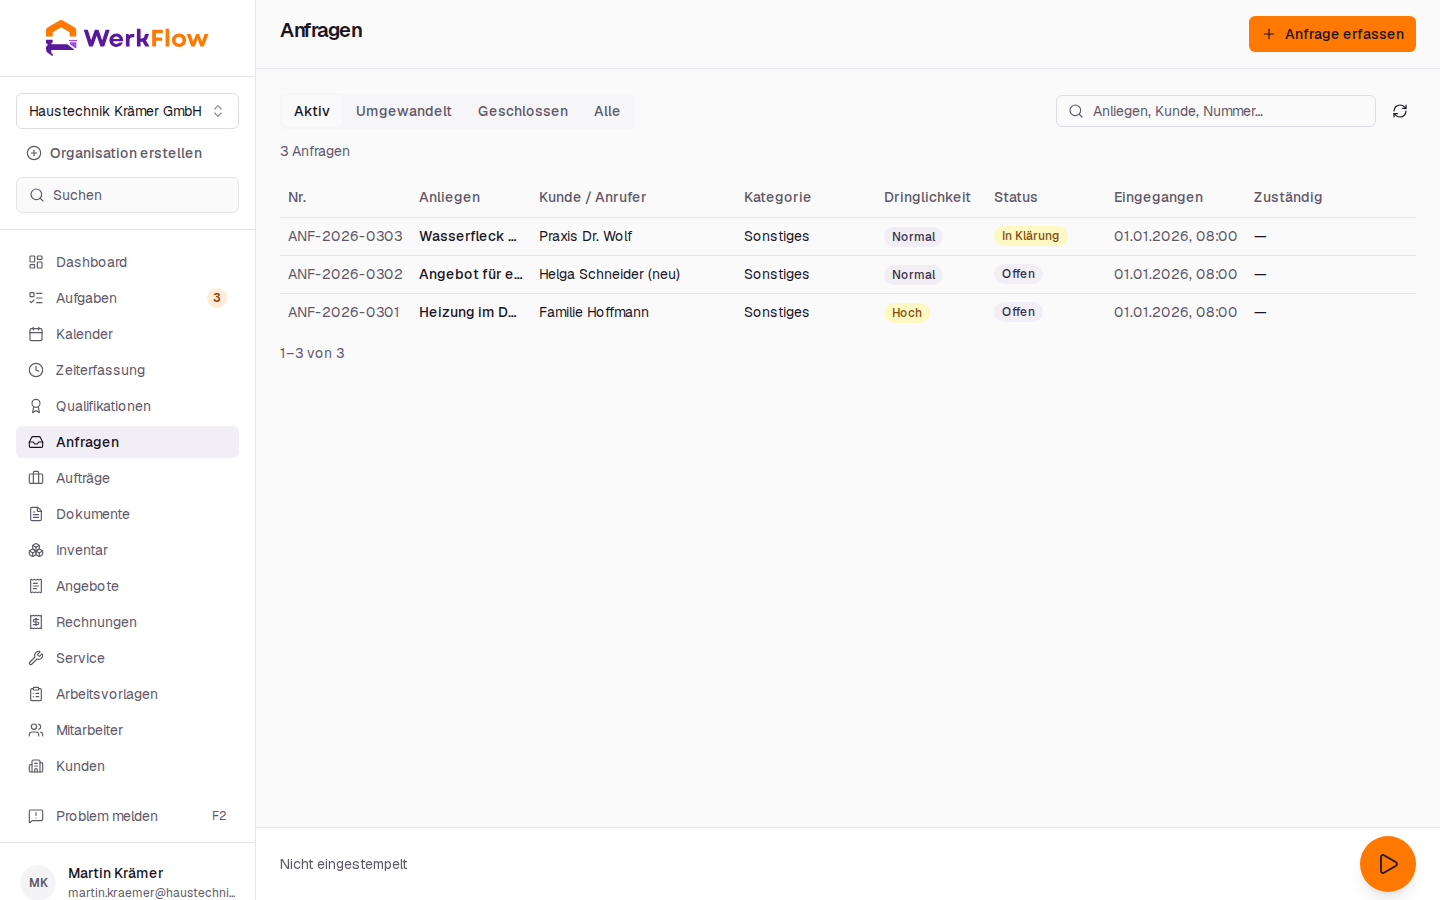 WerkFlow
Haustechnik Krämer GmbH
Organisation erstellen
Suchen
Dashboard
Aufgaben 3
Kalender
Zeiterfassung
Qualifikationen
Anfragen
Aufträge
Dokumente
Inventar
Angebote
Rechnungen
Service
Arbeitsvorlagen
Mitarbeiter
Kunden
Problem melden F2
MK
Martin Krämer
martin.kraemer@haustechni…
Anfragen
Anfrage erfassen
Aktiv Umgewandelt Geschlossen Alle
Anliegen, Kunde, Nummer…
3 Anfragen
Nr. Anliegen Kunde / Anrufer Kategorie Dringlichkeit Status Eingegangen Zuständig
ANF-2026-0303 Wasserfleck … Praxis Dr. Wolf Sonstiges Normal In Klärung 01.01.2026, 08:00 —
ANF-2026-0302 Angebot für e… Helga Schneider (neu) Sonstiges Normal Offen 01.01.2026, 08:00 —
ANF-2026-0301 Heizung im D… Familie Hoffmann Sonstiges Hoch Offen 01.01.2026, 08:00 —
1–3 von 3
Nicht eingestempelt